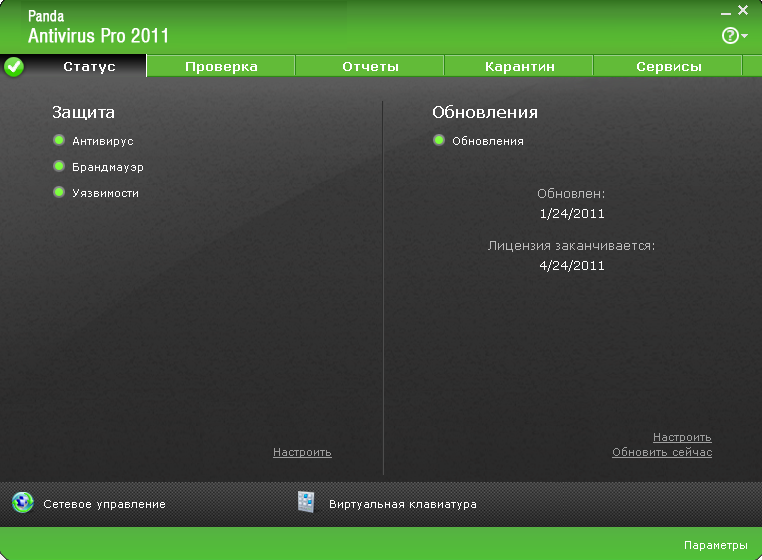 Panda
Antivirus Pro 2011
?
Статус
Проверка
Отчеты
Карантин
Сервисы
Защита
Антивирус
Брандмауэр
Уязвимости
Настроить
Обновления
Обновления
Обновлен:
1/24/2011
Лицензия заканчивается:
4/24/2011
Настроить
Обновить сейчас
Сетевое управление
Виртуальная клавиатура
Параметры